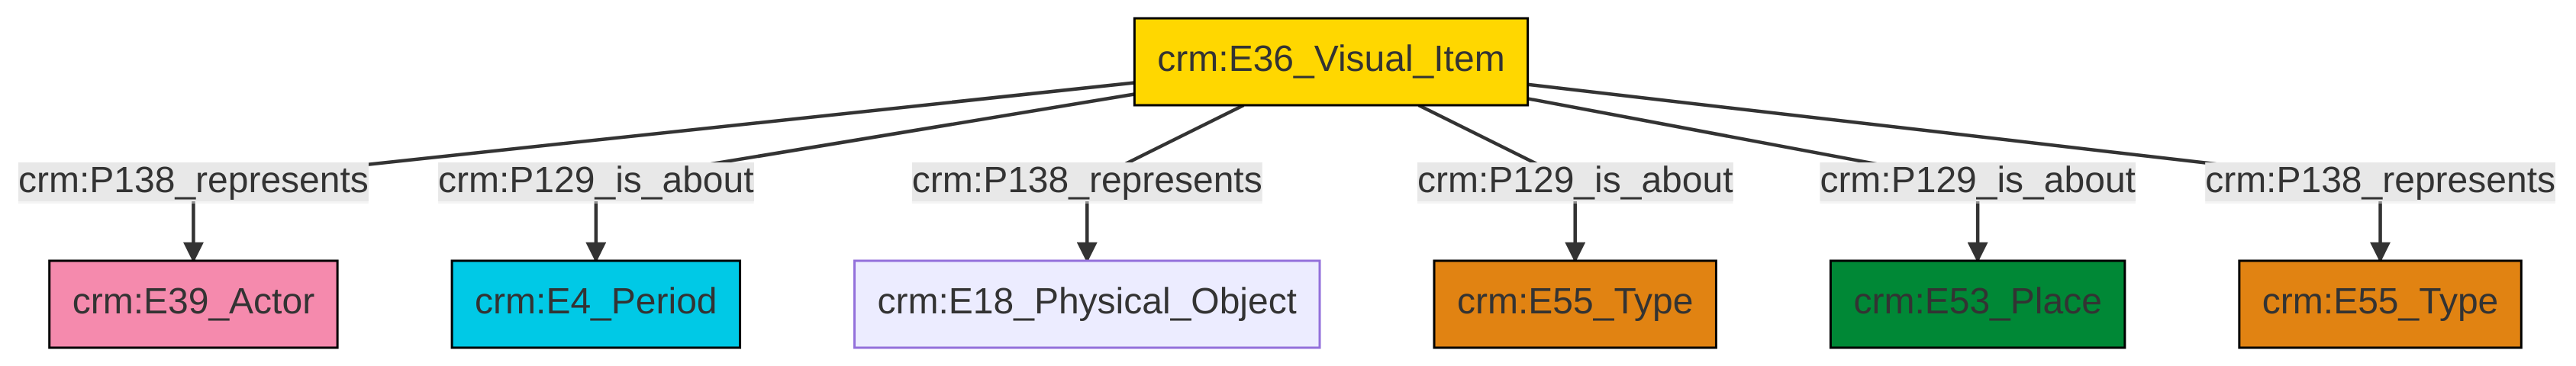 crm:E36_Visual_Item
crm:P138_represents
crm:P129_is_about
crm:P138_represents
crm:P129_is_about
crm:P129_is_about
crm:P138_represents
crm:E39_Actor
crm:E4_Period
crm:E18_Physical_Object
crm:E55_Type
crm:E53_Place
crm:E55_Type